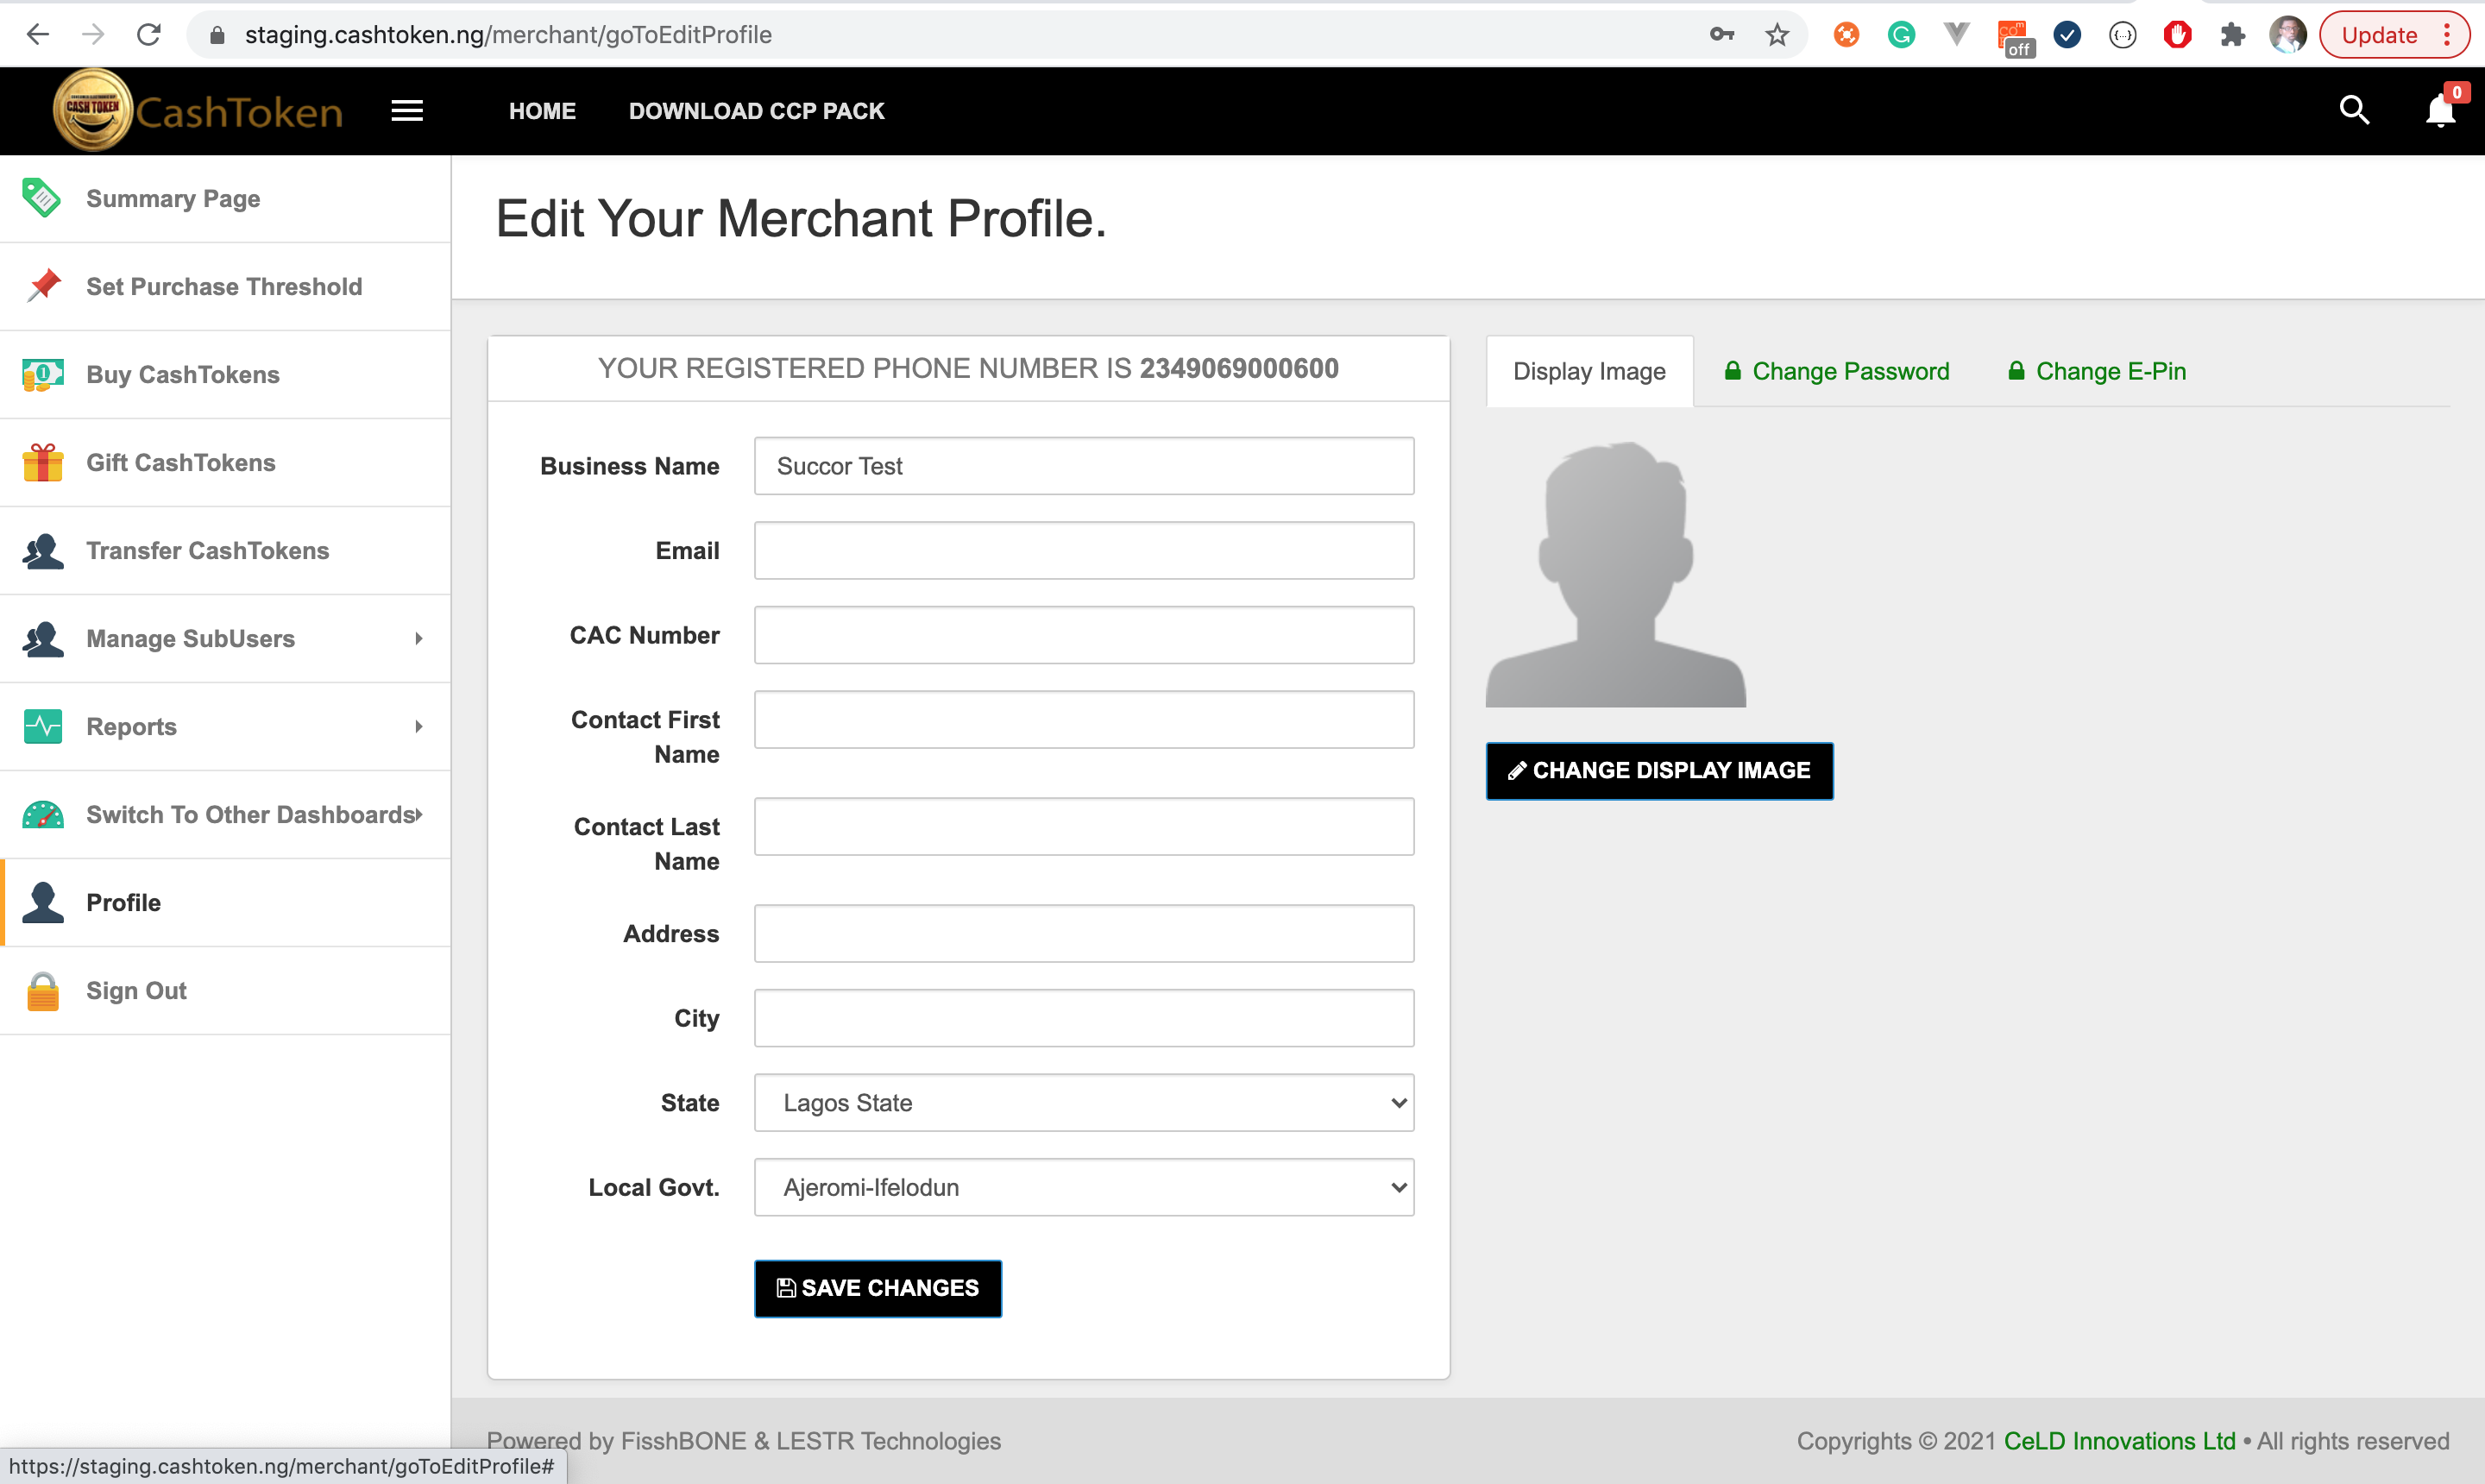 staging.cashtoken.ng/merchant/goToEditProfile
off
Update
CASH TOKEN
CashToken
HOME
DOWNLOAD CCP PACK
0
Summary Page
Set Purchase Threshold
Buy CashTokens
Gift CashTokens
Transfer CashTokens
Manage SubUsers
Reports
Switch To Other Dashboards
Profile
Sign Out
Edit Your Merchant Profile.
YOUR REGISTERED PHONE NUMBER IS 2349069000600
Business Name
Succor Test
Email
CAC Number
Contact First
Name
Contact Last
Name
Address
City
State
Lagos State
Local Govt.
Ajeromi-Ifelodun
SAVE CHANGES
Display Image
Change Password
Change E-Pin
CHANGE DISPLAY IMAGE
Powered by FisshBONE & LESTR Technologies
Copyrights © 2021 CeLD Innovations Ltd • All rights reserved
https://staging.cashtoken.ng/merchant/goToEditProfile#